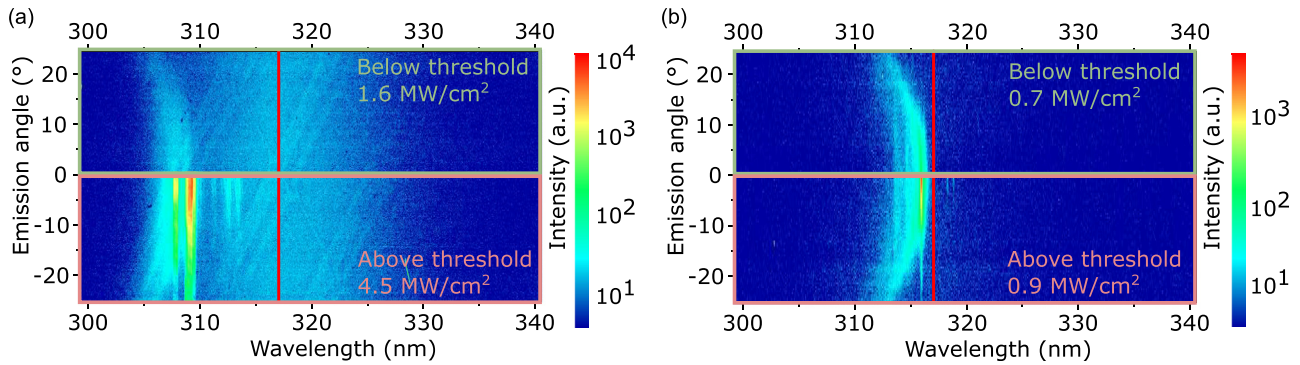 (a)
300 310 320 330 340
Emission angle (°)
20
10
0
-10
-20
Below threshold
1.6 MW/cm²
Above threshold
4.5 MW/cm²
300 310 320 330 340
Wavelength (nm)
Intensity (a.u.)
10⁴
10³
10²
10¹
(b)
300 310 320 330 340
Emission angle (°)
20
10
0
-10
-20
Below threshold
0.7 MW/cm²
Above threshold
0.9 MW/cm²
300 310 320 330 340
Wavelength (nm)
Intensity (a.u.)
10³
10²
10¹